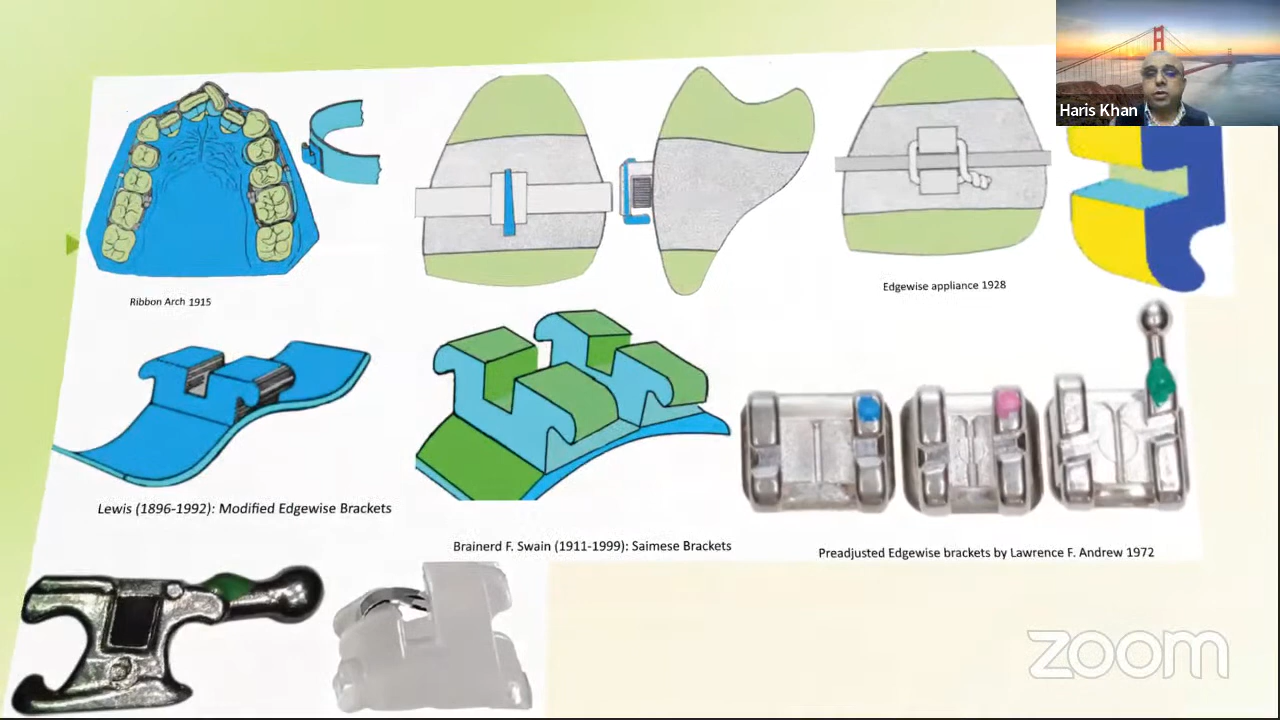 Haris Khan
Ribbon Arch 1915
Edgewise appliance 1928
Lewis (1896-1992): Modified Edgewise Brackets
Brainerd F. Swain (1911-1999): Saimese Brackets
Preadjusted Edgewise brackets by Lawrence F. Andrew 1972
zoom